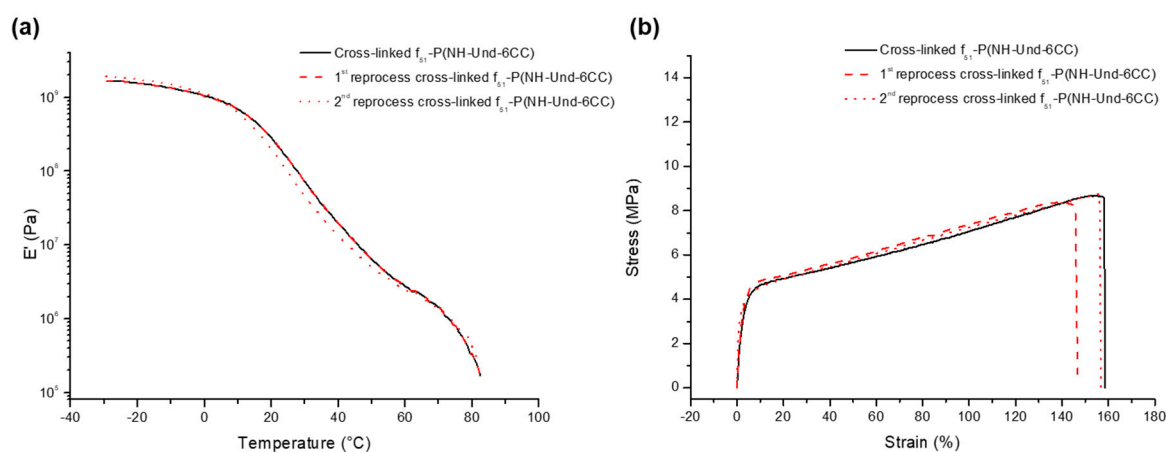 (a)
Cross-linked f51-P(NH-Und-6CC)
1st reprocess cross-linked f51-P(NH-Und-6CC)
2nd reprocess cross-linked f51-P(NH-Und-6CC)
E' (Pa)
10⁹
10⁸
10⁷
10⁶
10⁵
-40 -20 0 20 40 60 80 100
Temperature (°C)
(b)
Cross-linked f51-P(NH-Und-6CC)
1st reprocess cross-linked f51-P(NH-Und-6CC)
2nd reprocess cross-linked f51-P(NH-Und-6CC)
Stress (MPa)
14
12
10
8
6
4
2
0
-20 0 20 40 60 80 100 120 140 160 180
Strain (%)